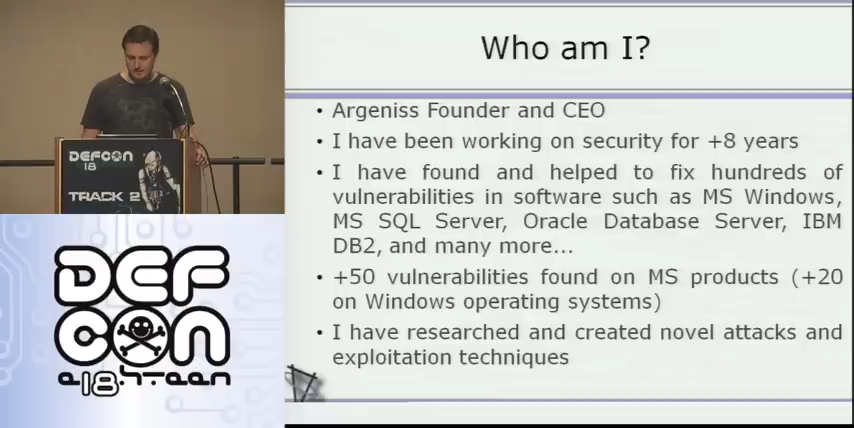 Who am I?
• Argeniss Founder and CEO
• I have been working on security for +8 years
• I have found and helped to fix hundreds of
vulnerabilities in software such as MS Windows,
MS SQL Server, Oracle Database Server, IBM
DB2, and many more...
• +50 vulnerabilities found on MS products (+20
on Windows operating systems)
• I have researched and created novel attacks and
exploitation techniques
DEFCON
18
TRACK 2
DEF
CON
e18hteen